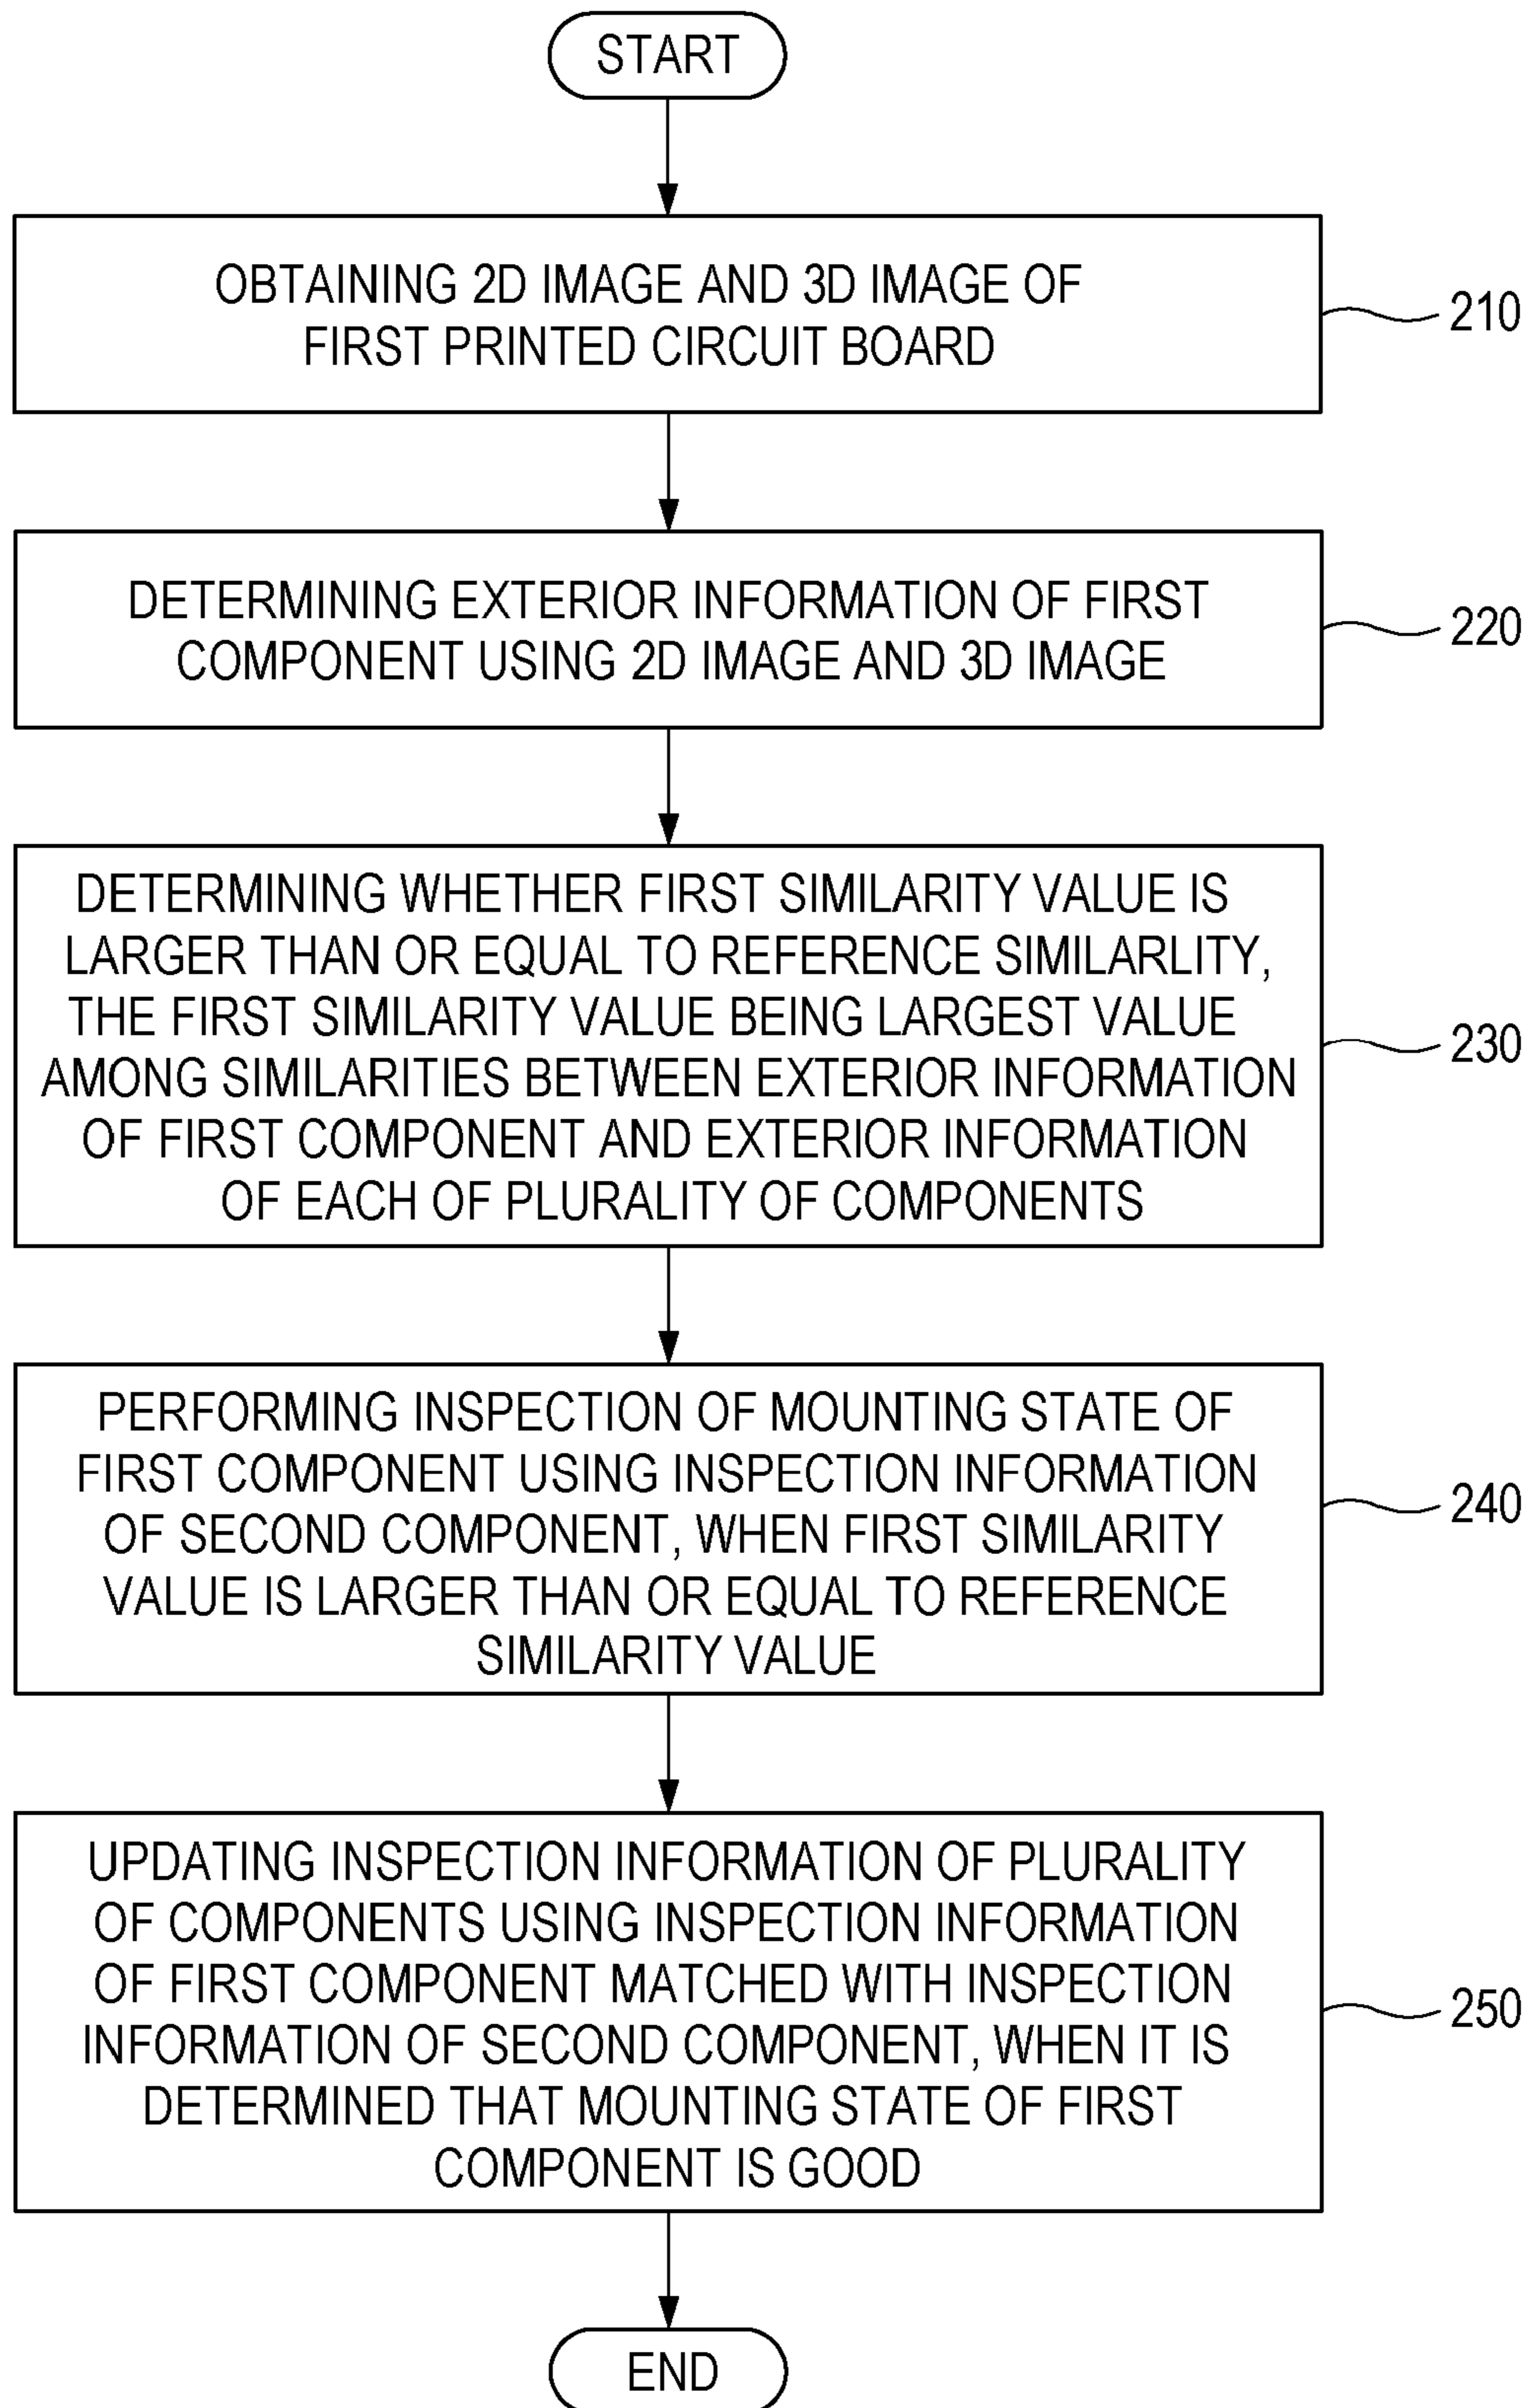 START
OBTAINING 2D IMAGE AND 3D IMAGE OF
FIRST PRINTED CIRCUIT BOARD
210
DETERMINING EXTERIOR INFORMATION OF FIRST
COMPONENT USING 2D IMAGE AND 3D IMAGE
220
DETERMINING WHETHER FIRST SIMILARITY VALUE IS
LARGER THAN OR EQUAL TO REFERENCE SIMILARLITY,
THE FIRST SIMILARITY VALUE BEING LARGEST VALUE
AMONG SIMILARITIES BETWEEN EXTERIOR INFORMATION
OF FIRST COMPONENT AND EXTERIOR INFORMATION
OF EACH OF PLURALITY OF COMPONENTS
230
PERFORMING INSPECTION OF MOUNTING STATE OF
FIRST COMPONENT USING INSPECTION INFORMATION
OF SECOND COMPONENT, WHEN FIRST SIMILARITY
VALUE IS LARGER THAN OR EQUAL TO REFERENCE
SIMILARITY VALUE
240
UPDATING INSPECTION INFORMATION OF PLURALITY
OF COMPONENTS USING INSPECTION INFORMATION
OF FIRST COMPONENT MATCHED WITH INSPECTION
INFORMATION OF SECOND COMPONENT, WHEN IT IS
DETERMINED THAT MOUNTING STATE OF FIRST
COMPONENT IS GOOD
250
END